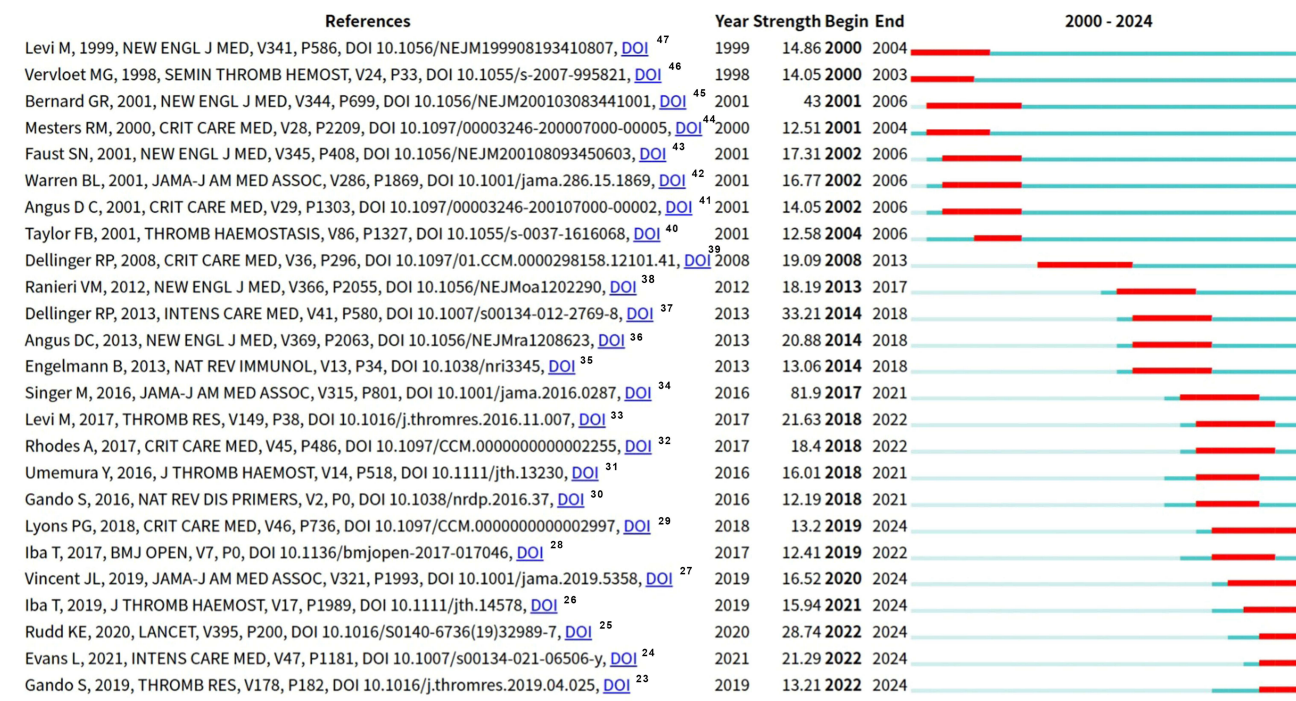 References Year Strength Begin End 2000 - 2024
Levi M, 1999, NEW ENGL J MED, V341, P586, DOI 10.1056/NEJM199908193410807, DOI 47 1999 14.86 2000 2004
Vervloet MG, 1998, SEMIN THROMB HEMOST, V24, P33, DOI 10.1055/s-2007-995821, DOI 46 1998 14.05 2000 2003
Bernard GR, 2001, NEW ENGL J MED, V344, P699, DOI 10.1056/NEJM200103083441001, DOI 45 2001 43 2001 2006
Mesters RM, 2000, CRIT CARE MED, V28, P2209, DOI 10.1097/00003246-200007000-00005, DOI 44 2000 12.51 2001 2004
Faust SN, 2001, NEW ENGL J MED, V345, P408, DOI 10.1056/NEJM200108093450603, DOI 43 2001 17.31 2002 2006
Warren BL, 2001, JAMA-J AM MED ASSOC, V286, P1869, DOI 10.1001/jama.286.15.1869, DOI 42 2001 16.77 2002 2006
Angus D C, 2001, CRIT CARE MED, V29, P1303, DOI 10.1097/00003246-200107000-00002, DOI 41 2001 14.05 2002 2006
Taylor FB, 2001, THROMB HAEMOSTASIS, V86, P1327, DOI 10.1055/s-0037-1616068, DOI 40 2001 12.58 2004 2006
Dellinger RP, 2008, CRIT CARE MED, V36, P296, DOI 10.1097/01.CCM.0000298158.12101.41, DOI 39 2008 19.09 2008 2013
Ranieri VM, 2012, NEW ENGL J MED, V366, P2055, DOI 10.1056/NEJMoa1202290, DOI 38 2012 18.19 2013 2017
Dellinger RP, 2013, INTENS CARE MED, V41, P580, DOI 10.1007/s00134-012-2769-8, DOI 37 2013 33.21 2014 2018
Angus DC, 2013, NEW ENGL J MED, V369, P2063, DOI 10.1056/NEJMra1208623, DOI 36 2013 20.88 2014 2018
Engelmann B, 2013, NAT REV IMMUNOL, V13, P34, DOI 10.1038/nri3345, DOI 35 2013 13.06 2014 2018
Singer M, 2016, JAMA-J AM MED ASSOC, V315, P801, DOI 10.1001/jama.2016.0287, DOI 34 2016 81.9 2017 2021
Levi M, 2017, THROMB RES, V149, P38, DOI 10.1016/j.thromres.2016.11.007, DOI 33 2017 21.63 2018 2022
Rhodes A, 2017, CRIT CARE MED, V45, P486, DOI 10.1097/CCM.0000000000002255, DOI 32 2017 18.4 2018 2022
Umemura Y, 2016, J THROMB HAEMOST, V14, P518, DOI 10.1111/jth.13230, DOI 31 2016 16.01 2018 2021
Gando S, 2016, NAT REV DIS PRIMERS, V2, P0, DOI 10.1038/nrdp.2016.37, DOI 30 2016 12.19 2018 2021
Lyons PG, 2018, CRIT CARE MED, V46, P736, DOI 10.1097/CCM.0000000000002997, DOI 29 2018 13.2 2019 2024
Iba T, 2017, BMJ OPEN, V7, P0, DOI 10.1136/bmjopen-2017-017046, DOI 28 2017 12.41 2019 2022
Vincent JL, 2019, JAMA-J AM MED ASSOC, V321, P1993, DOI 10.1001/jama.2019.5358, DOI 27 2019 16.52 2020 2024
Iba T, 2019, J THROMB HAEMOST, V17, P1989, DOI 10.1111/jth.14578, DOI 26 2019 15.94 2021 2024
Rudd KE, 2020, LANCET, V395, P200, DOI 10.1016/S0140-6736(19)32989-7, DOI 25 2020 28.74 2022 2024
Evans L, 2021, INTENS CARE MED, V47, P1181, DOI 10.1007/s00134-021-06506-y, DOI 24 2021 21.29 2022 2024
Gando S, 2019, THROMB RES, V178, P182, DOI 10.1016/j.thromres.2019.04.025, DOI 23 2019 13.21 2022 2024